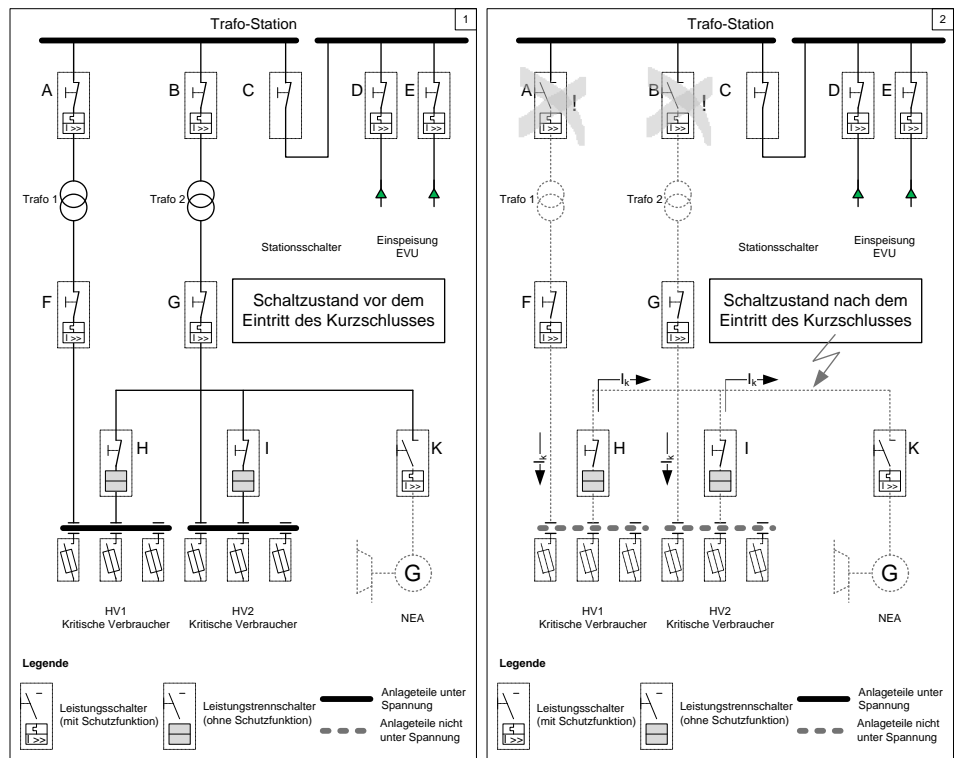 Trafo-Station
1
A
B
C
D
E
I >>
I >>
I >>
I >>
Trafo 1
Trafo 2
Stationsschalter
Einspeisung
EVU
F
G
I >>
I >>
Schaltzustand vor dem
Eintritt des Kurzschlusses
H
I
K
I >>
G
HV1
Kritische Verbraucher
HV2
Kritische Verbraucher
NEA
Legende
I >>
Leistungsschalter
(mit Schutzfunktion)
Leistungstrennschalter
(ohne Schutzfunktion)
Anlageteile unter
Spannung
Anlageteile nicht
unter Spannung
Trafo-Station
2
A
!
B
!
C
D
E
I >>
I >>
I >>
I >>
Trafo 1
Trafo 2
Stationsschalter
Einspeisung
EVU
F
G
I >>
I >>
Schaltzustand nach dem
Eintritt des Kurzschlusses
Ik
Ik
H
I
K
Ik
Ik
I >>
G
HV1
Kritische Verbraucher
HV2
Kritische Verbraucher
NEA
Legende
I >>
Leistungsschalter
(mit Schutzfunktion)
Leistungstrennschalter
(ohne Schutzfunktion)
Anlageteile unter
Spannung
Anlageteile nicht
unter Spannung